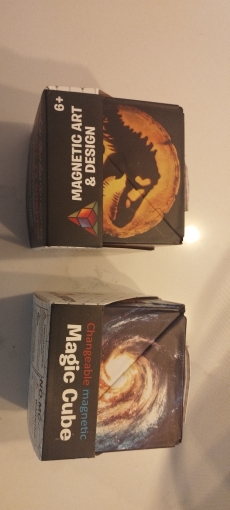 6+
MAGNETIC ART
& DESIGN
Changeable magnetic
Magic Cube